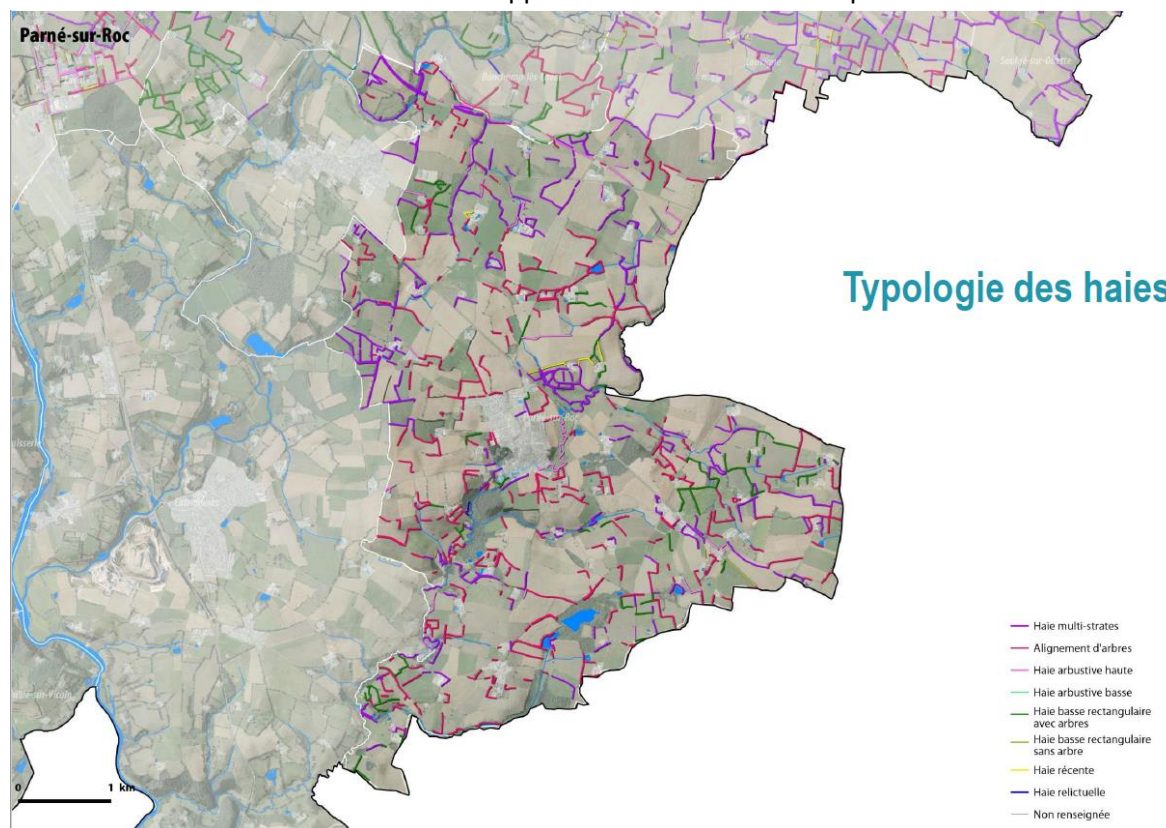 Parné-sur-Roc
Typologie des haies
Haie multi-strates
Alignement d'arbres
Haie arbustive haute
Haie arbustive basse
Haie basse rectangulaire
avec arbres
Haie basse rectangulaire
sans arbre
Haie récente
Haie relictuelle
Non renseignée
0 1 km